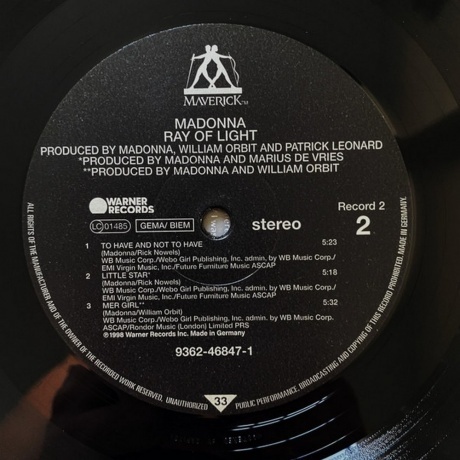 MAVERICK™
MADONNA
RAY OF LIGHT
PRODUCED BY MADONNA, WILLIAM ORBIT AND PATRICK LEONARD
*PRODUCED BY MADONNA AND MARIUS DE VRIES
**PRODUCED BY MADONNA AND WILLIAM ORBIT
WARNER RECORDS
LC 01485 GEMA/ BIEM
stereo
Record 2
2
1 TO HAVE AND NOT TO HAVE 5:23
(Madonna/Rick Nowels)
WB Music Corp./Webo Girl Publishing, Inc. admin. by WB Music Corp./
EMI Virgin Music, Inc./Future Furniture Music ASCAP
2 LITTLE STAR* 5:18
(Madonna/Rick Nowels)
WB Music Corp./Webo Girl Publishing, Inc. admin. by WB Music Corp./
EMI Virgin Music, Inc./Future Furniture Music ASCAP
3 MER GIRL** 5:32
(Madonna/William Orbit)
WB Music Corp./Webo Girl Publishing, Inc. admin. by WB Music Corp.
ASCAP/Rondor Music (London) Limited PRS
℗1998 Warner Records Inc. Made in Germany
9362-46847-1
33
ALL RIGHTS OF THE MANUFACTURER AND OF THE OWNER OF THE RECORDED WORK RESERVED. UNAUTHORIZED PUBLIC PERFORMANCE, BROADCASTING AND COPYING OF THIS RECORD PROHIBITED. MADE IN GERMANY.